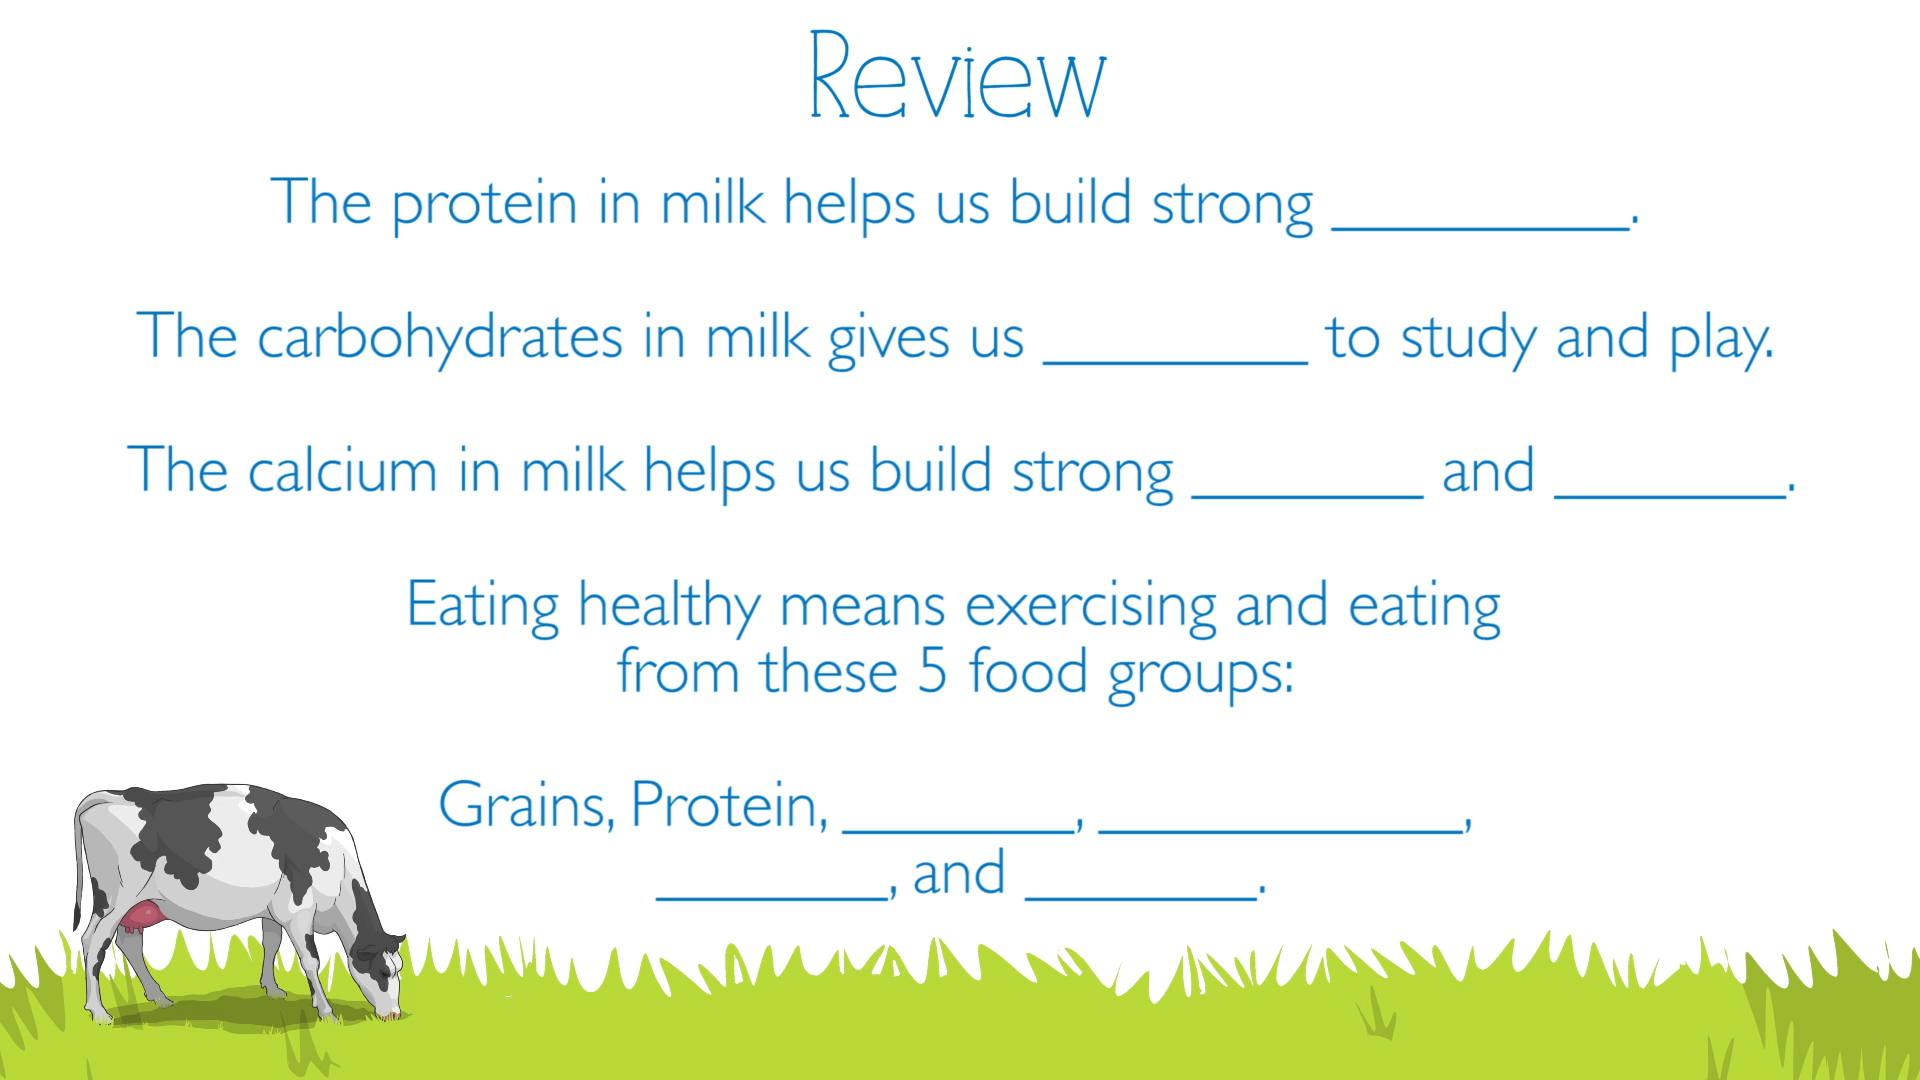 Review
The protein in milk helps us build strong _________.
The carbohydrates in milk gives us ________ to study and play.
The calcium in milk helps us build strong _______ and _______.
Eating healthy means exercising and eating
from these 5 food groups:
Grains, Protein, _______, ___________,
_______, and _______.